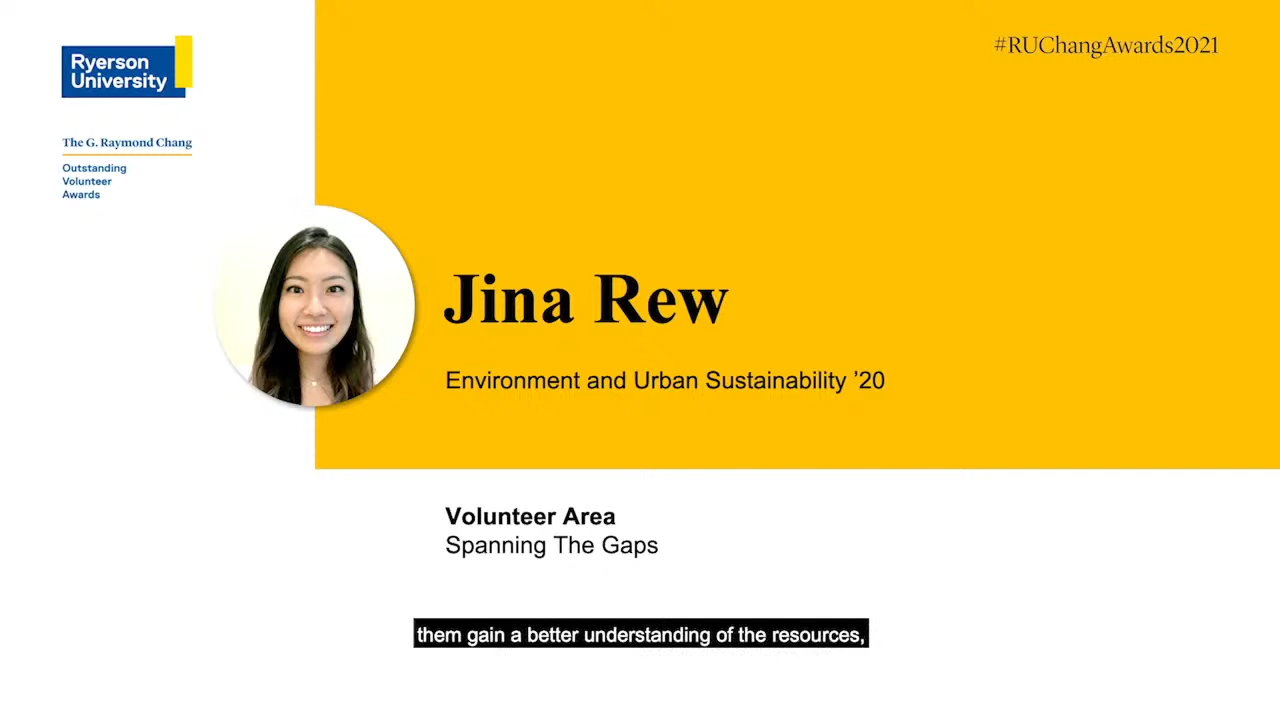 Ryerson
University
#RUChangAwards2021
The G. Raymond Chang
Outstanding
Volunteer
Awards
Jina Rew
Environment and Urban Sustainability ’20
Volunteer Area
Spanning The Gaps
them gain a better understanding of the resources,